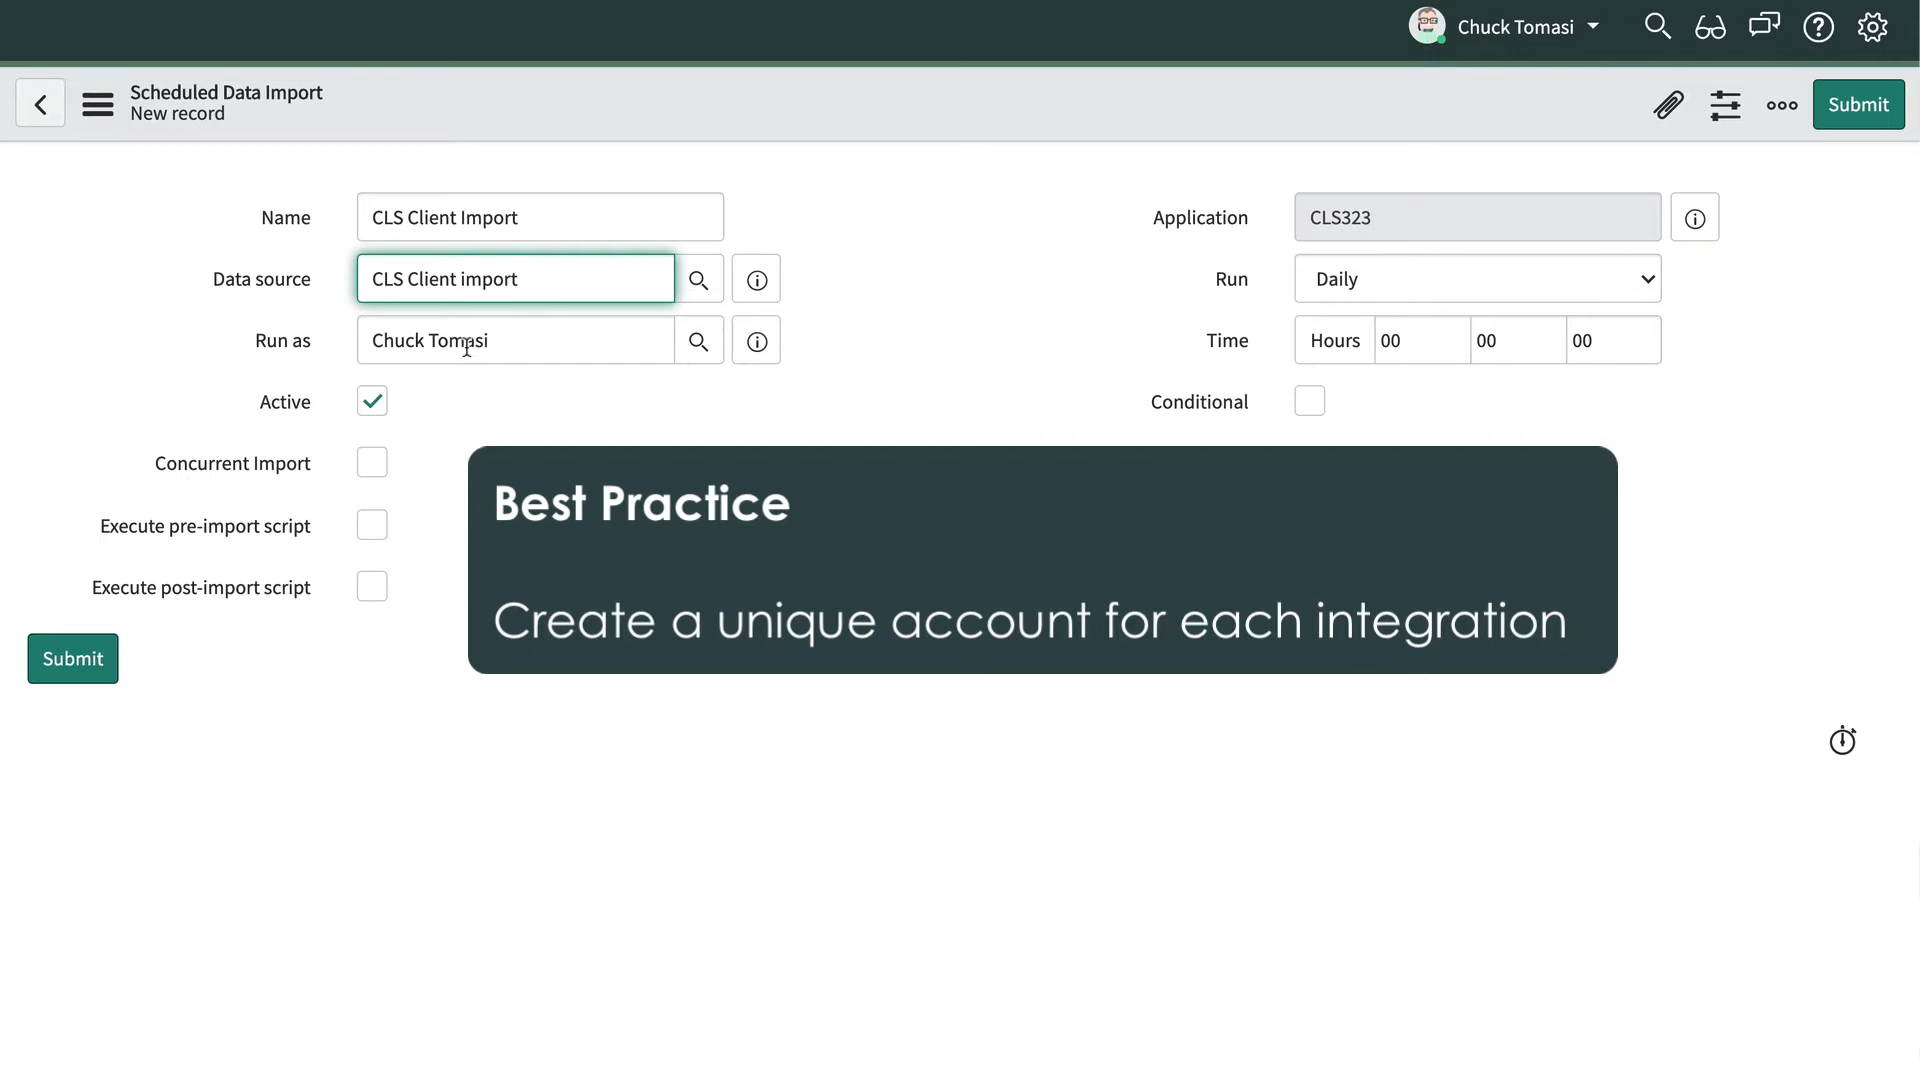 Chuck Tomasi
Scheduled Data Import
New record
Submit
Name
CLS Client Import
Application
CLS323
Data source
CLS Client import
Run
Daily
Run as
Chuck Tomasi
Time
Hours 00 00 00
Active
Conditional
Concurrent Import
Execute pre-import script
Execute post-import script
Best Practice
Create a unique account for each integration
Submit